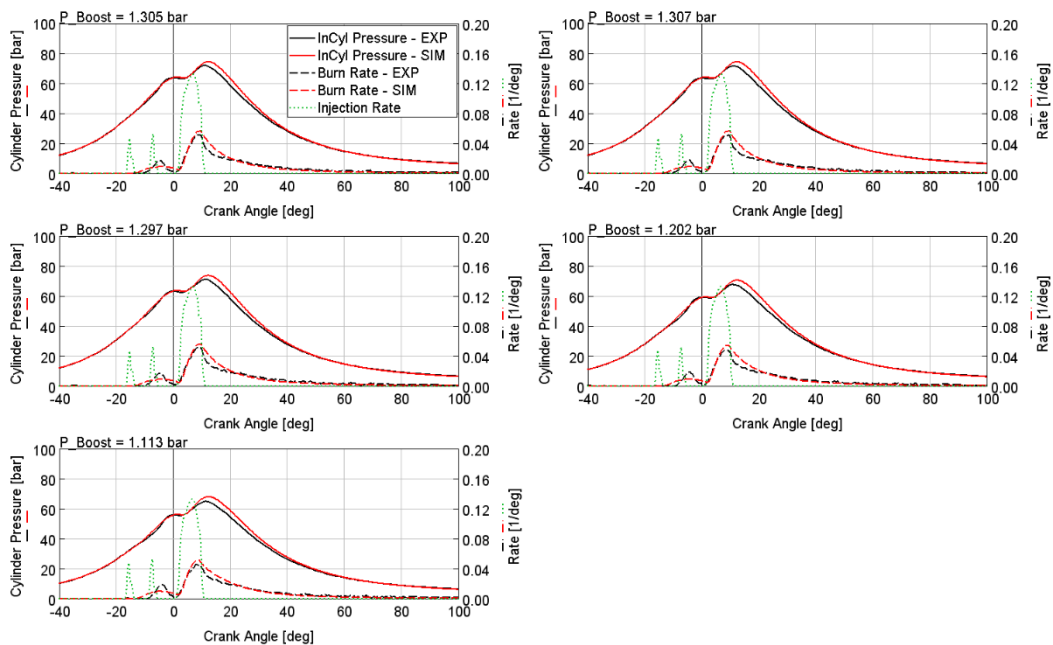 P_Boost = 1.305 bar
100
80
60
40
20
0
Cylinder Pressure [bar]
InCyl Pressure - EXP
InCyl Pressure - SIM
Burn Rate - EXP
Burn Rate - SIM
Injection Rate
0.20
0.16
0.12
0.08
0.04
0.00
Rate [1/deg]
-40 -20 0 20 40 60 80 100
Crank Angle [deg]
P_Boost = 1.307 bar
100
80
60
40
20
0
Cylinder Pressure [bar]
0.20
0.16
0.12
0.08
0.04
0.00
Rate [1/deg]
-40 -20 0 20 40 60 80 100
Crank Angle [deg]
P_Boost = 1.297 bar
100
80
60
40
20
0
Cylinder Pressure [bar]
0.20
0.16
0.12
0.08
0.04
0.00
Rate [1/deg]
-40 -20 0 20 40 60 80 100
Crank Angle [deg]
P_Boost = 1.202 bar
100
80
60
40
20
0
Cylinder Pressure [bar]
0.20
0.16
0.12
0.08
0.04
0.00
Rate [1/deg]
-40 -20 0 20 40 60 80 100
Crank Angle [deg]
P_Boost = 1.113 bar
100
80
60
40
20
0
Cylinder Pressure [bar]
0.20
0.16
0.12
0.08
0.04
0.00
Rate [1/deg]
-40 -20 0 20 40 60 80 100
Crank Angle [deg]